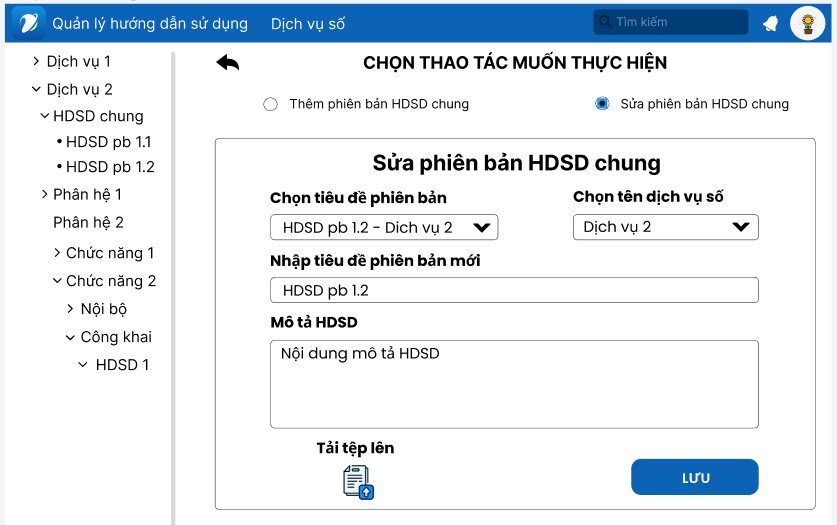 Quản lý hướng dẫn sử dụng Dịch vụ số Tìm kiếm
Dịch vụ 1
Dịch vụ 2
HDSD chung
• HDSD pb 1.1
• HDSD pb 1.2
Phân hệ 1
Phân hệ 2
Chức năng 1
Chức năng 2
Nội bộ
Công khai
HDSD 1
CHỌN THAO TÁC MUỐN THỰC HIỆN
Thêm phiên bản HDSD chung Sửa phiên bản HDSD chung
Sửa phiên bản HDSD chung
Chọn tiêu đề phiên bản Chọn tên dịch vụ số
HDSD pb 1.2 - Dich vụ 2 Dịch vụ 2
Nhập tiêu đề phiên bản mới
HDSD pb 1.2
Mô tả HDSD
Nội dung mô tả HDSD
Tải tệp lên
LƯU